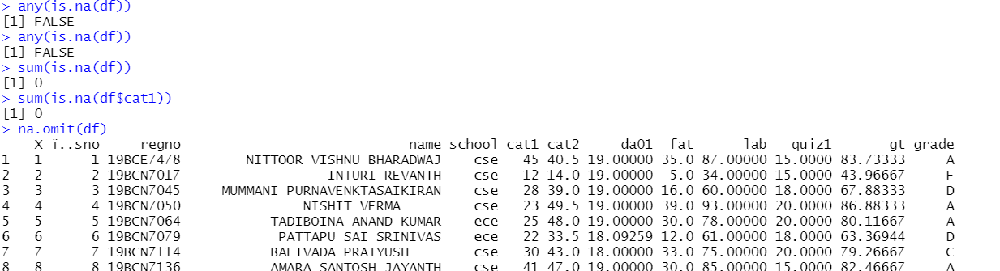 > any(is.na(df))
[1] FALSE
> any(is.na(df))
[1] FALSE
> sum(is.na(df))
[1] 0
> sum(is.na(df$cat1))
[1] 0
> na.omit(df)
X ï..sno regno name school cat1 cat2 da01 fat lab quiz1 gt grade
1 1 1 19BCE7478 NITTOOR VISHNU BHARADWAJ cse 45 40.5 19.00000 35.0 87.00000 15.0000 83.73333 A
2 2 2 19BCN7017 INTURI REVANTH cse 12 14.0 19.00000 5.0 34.00000 15.0000 43.96667 F
3 3 3 19BCN7045 MUMMANI PURNAVENKTASAIKIRAN cse 28 39.0 19.00000 16.0 60.00000 18.0000 67.88333 D
4 4 4 19BCN7050 NISHIT VERMA cse 23 49.5 19.00000 39.0 93.00000 20.0000 86.88333 A
5 5 5 19BCN7064 TADIBOINA ANAND KUMAR ece 25 48.0 19.00000 30.0 78.00000 20.0000 80.11667 A
6 6 6 19BCN7079 PATTAPU SAI SRINIVAS ece 22 33.5 18.09259 12.0 61.00000 18.0000 63.36944 D
7 7 7 19BCN7114 BALIVADA PRATYUSH cse 30 43.0 18.00000 33.0 75.00000 20.0000 79.26667 C
8 8 8 19BCN7136 AMARA SANTOSH JAYANTH cse 41 47.0 19.00000 30.0 85.00000 15.0000 82.46667 A